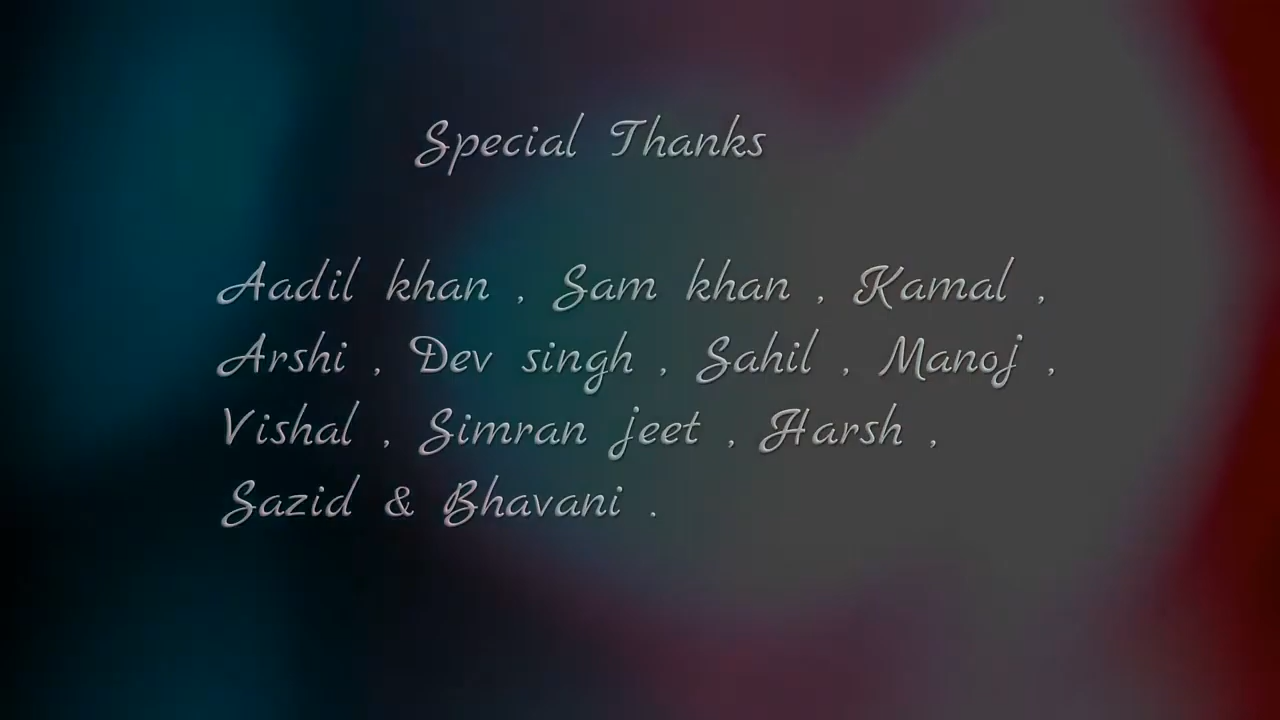 Special Thanks
Aadil khan , Sam khan , Kamal ,
Arshi , Dev singh , Sahil , Manoj ,
Vishal , Simran jeet , Harsh ,
Sazid & Bhavani .